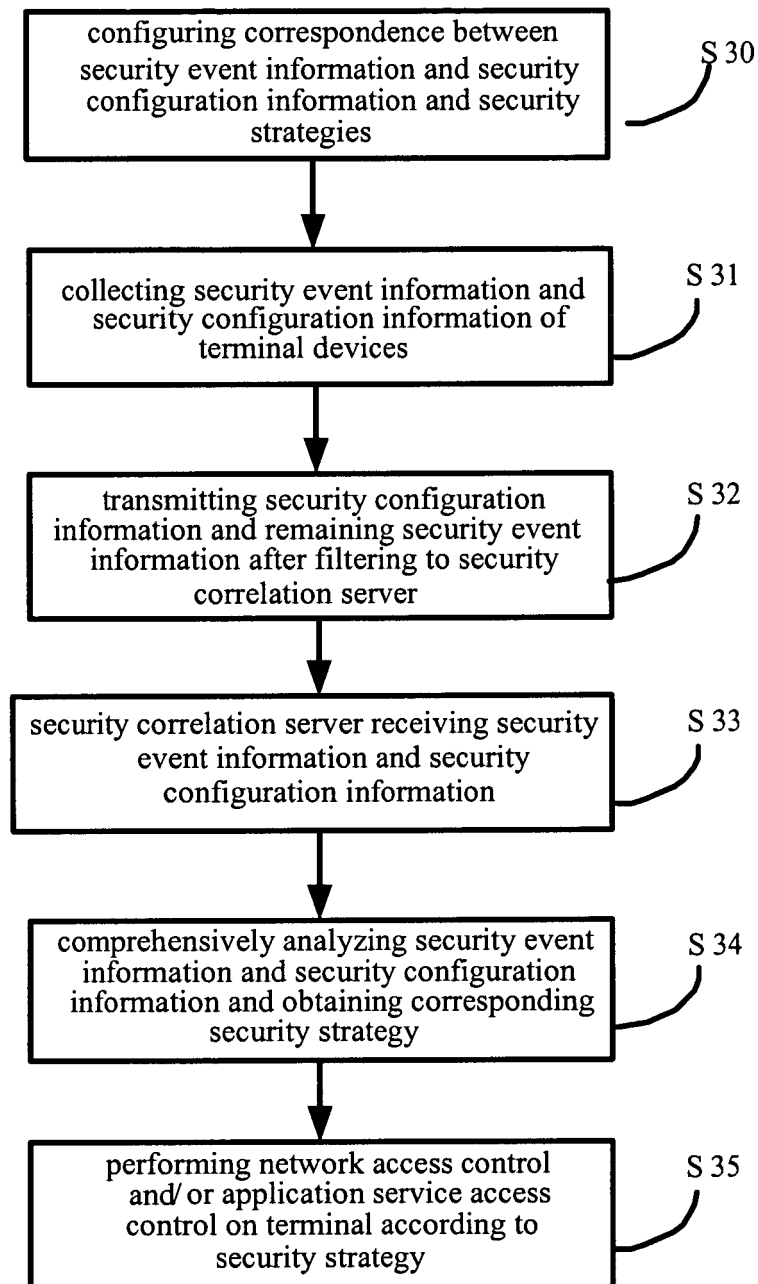 configuring correspondence between
security event information and security
configuration information and security
strategies
S 30
collecting security event information and
security configuration information of
terminal devices
S 31
transmitting security configuration
information and remaining security event
information after filtering to security
correlation server
S 32
security correlation server receiving security
event information and security
configuration information
S 33
comprehensively analyzing security event
information and security configuration
information and obtaining corresponding
security strategy
S 34
performing network access control
and/ or application service access
control on terminal according to
security strategy
S 35